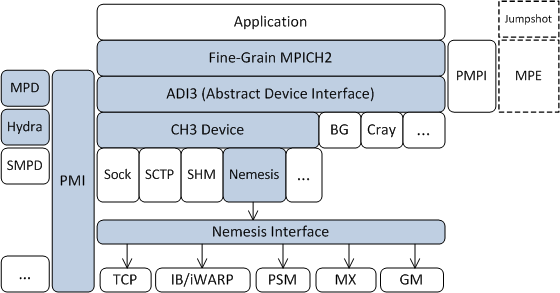 Application
Jumpshot
Fine-Grain MPICH2
PMPI
MPE
MPD
ADI3 (Abstract Device Interface)
Hydra
CH3 Device
BG
Cray
...
SMPD
PMI
Sock
SCTP
SHM
Nemesis
...
Nemesis Interface
...
TCP
IB/iWARP
PSM
MX
GM